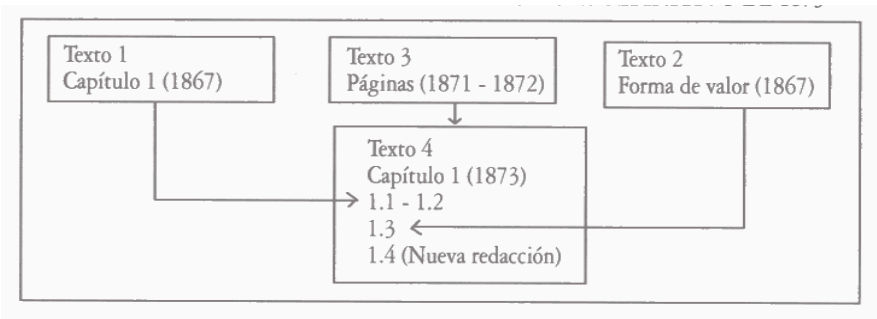 Texto 1
Capítulo 1 (1867)
Texto 3
Páginas (1871 - 1872)
Texto 2
Forma de valor (1867)
Texto 4
Capítulo 1 (1873)
1.1 - 1.2
1.3
1.4 (Nueva redacción)